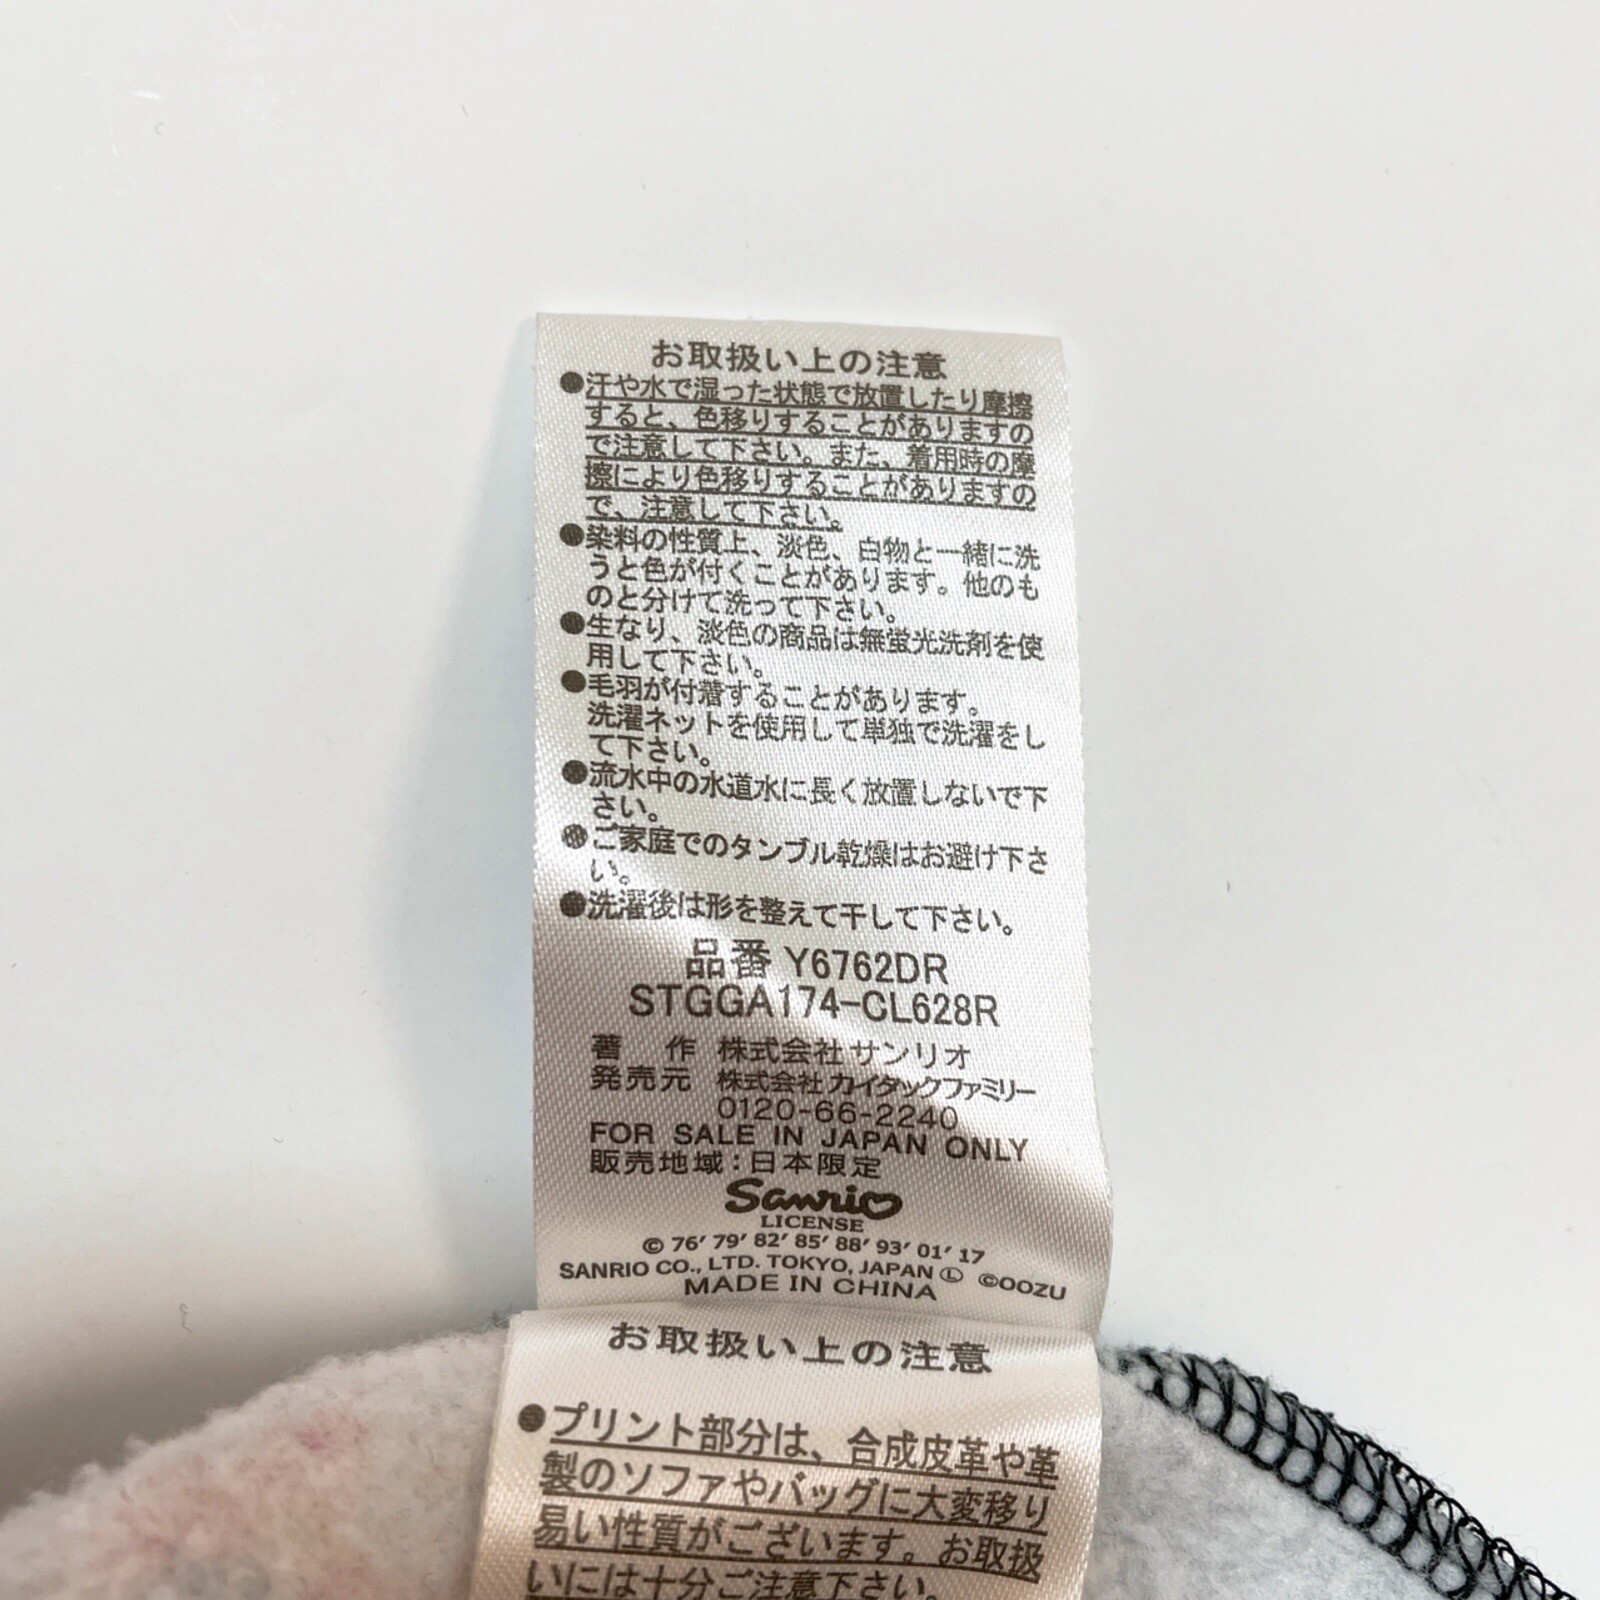 お取扱い上の注意
●汗や水で湿った状態で放置したり摩擦
すると、色移りすることがありますの
で注意して下さい。また、着用時の摩
擦により色移りすることがありますの
で、注意して下さい。
●染料の性質上、淡色、白物と一緒に洗
うと色が付くことがあります。他のも
のと分けて洗って下さい。
●生なり、淡色の商品は無蛍光洗剤を使
用して下さい。
●毛羽が付着することがあります。
洗濯ネットを使用して単独で洗濯をし
て下さい。
●流水中の水道水に長く放置しないで下
さい。
●ご家庭でのタンブル乾燥はお避け下さ
い。
●洗濯後は形を整えて干して下さい。
品番 Y6762DR
STGGA174-CL628R
著 作 株式会社 サンリオ
発売元 株式会社 カイタックファミリー
0120-66-2240
FOR SALE IN JAPAN ONLY
販売地域:日本限定
Sanrio
LICENSE
© 76' 79' 82' 85' 88' 93' 01' 17
SANRIO CO., LTD. TOKYO, JAPAN Ⓛ ©OOZU
MADE IN CHINA
お取扱い上の注意
●プリント部分は、合成皮革や革
製のソファやバッグに大変移り
易い性質がございます。お取扱
いには十分ご注意下さい。